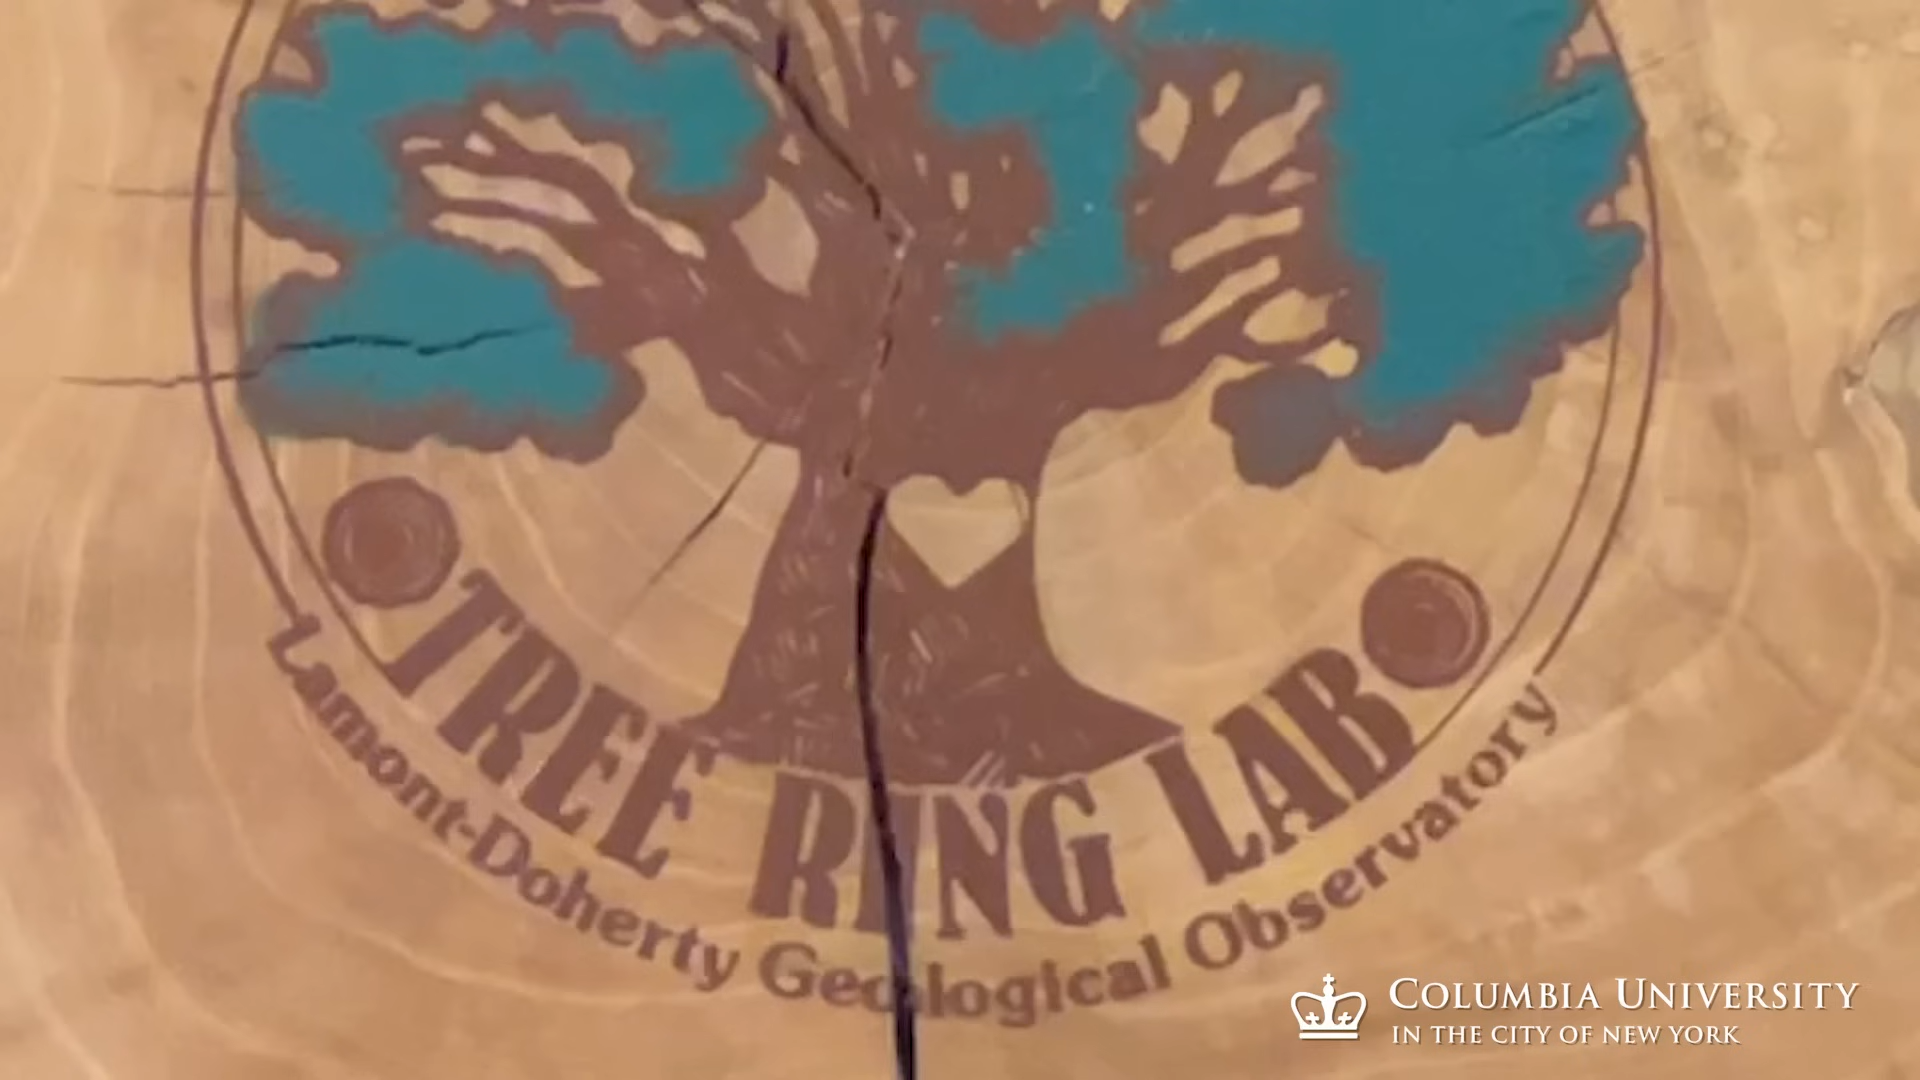 TREE RING LAB
Lamont-Doherty Geological Observatory
COLUMBIA UNIVERSITY
IN THE CITY OF NEW YORK